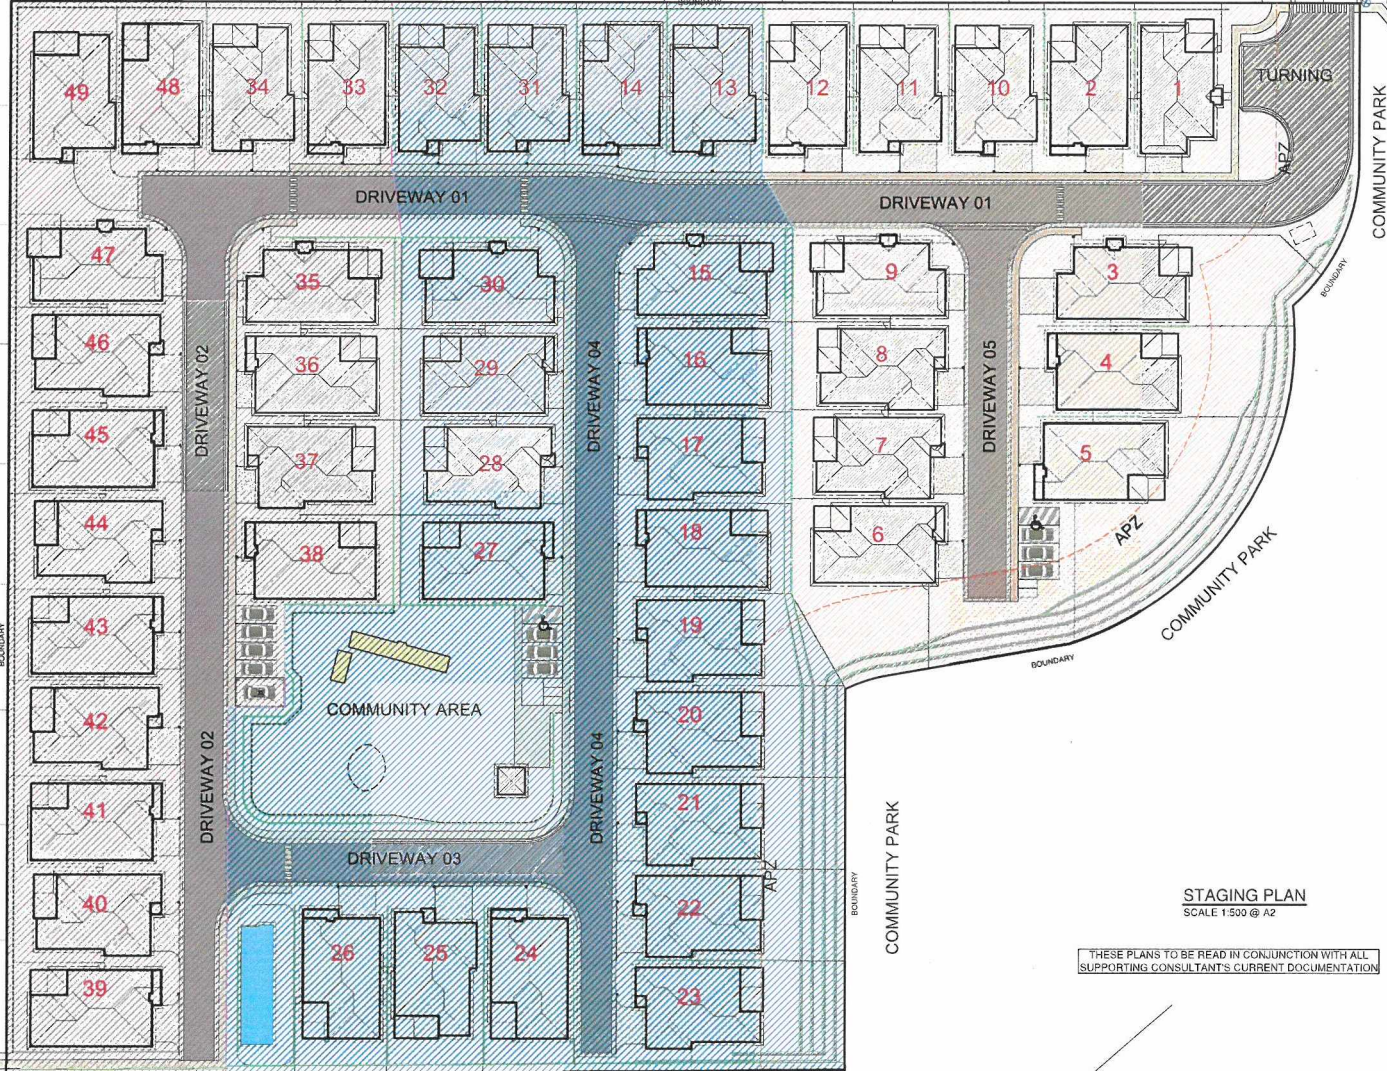 BOUNDARY
49
48
34
33
32
31
14
13
12
11
10
2
1
TURNING
APZ
COMMUNITY PARK
DRIVEWAY 01
DRIVEWAY 01
47
35
30
15
9
3
BOUNDARY
46
36
29
16
8
4
DRIVEWAY 02
DRIVEWAY 04
DRIVEWAY 05
45
37
28
17
7
5
44
38
27
18
6
APZ
COMMUNITY PARK
BOUNDARY
43
19
BOUNDARY
42
COMMUNITY AREA
20
DRIVEWAY 02
DRIVEWAY 04
41
21
COMMUNITY PARK
DRIVEWAY 03
APZ
BOUNDARY
40
22
STAGING PLAN
SCALE 1:500 @ A2
26
25
24
THESE PLANS TO BE READ IN CONJUNCTION WITH ALL
SUPPORTING CONSULTANT'S CURRENT DOCUMENTATION
39
23